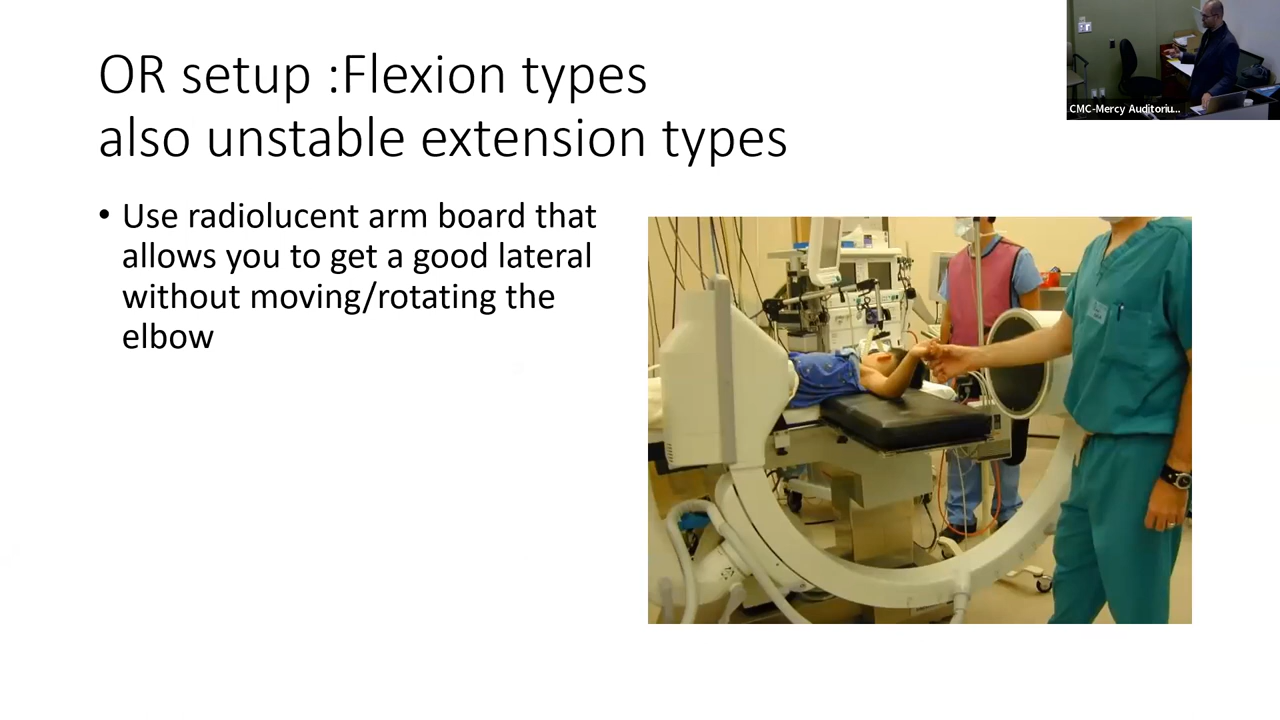 OR setup :Flexion types
also unstable extension types
• Use radiolucent arm board that
allows you to get a good lateral
without moving/rotating the
elbow
CMC-Mercy Auditoriu...